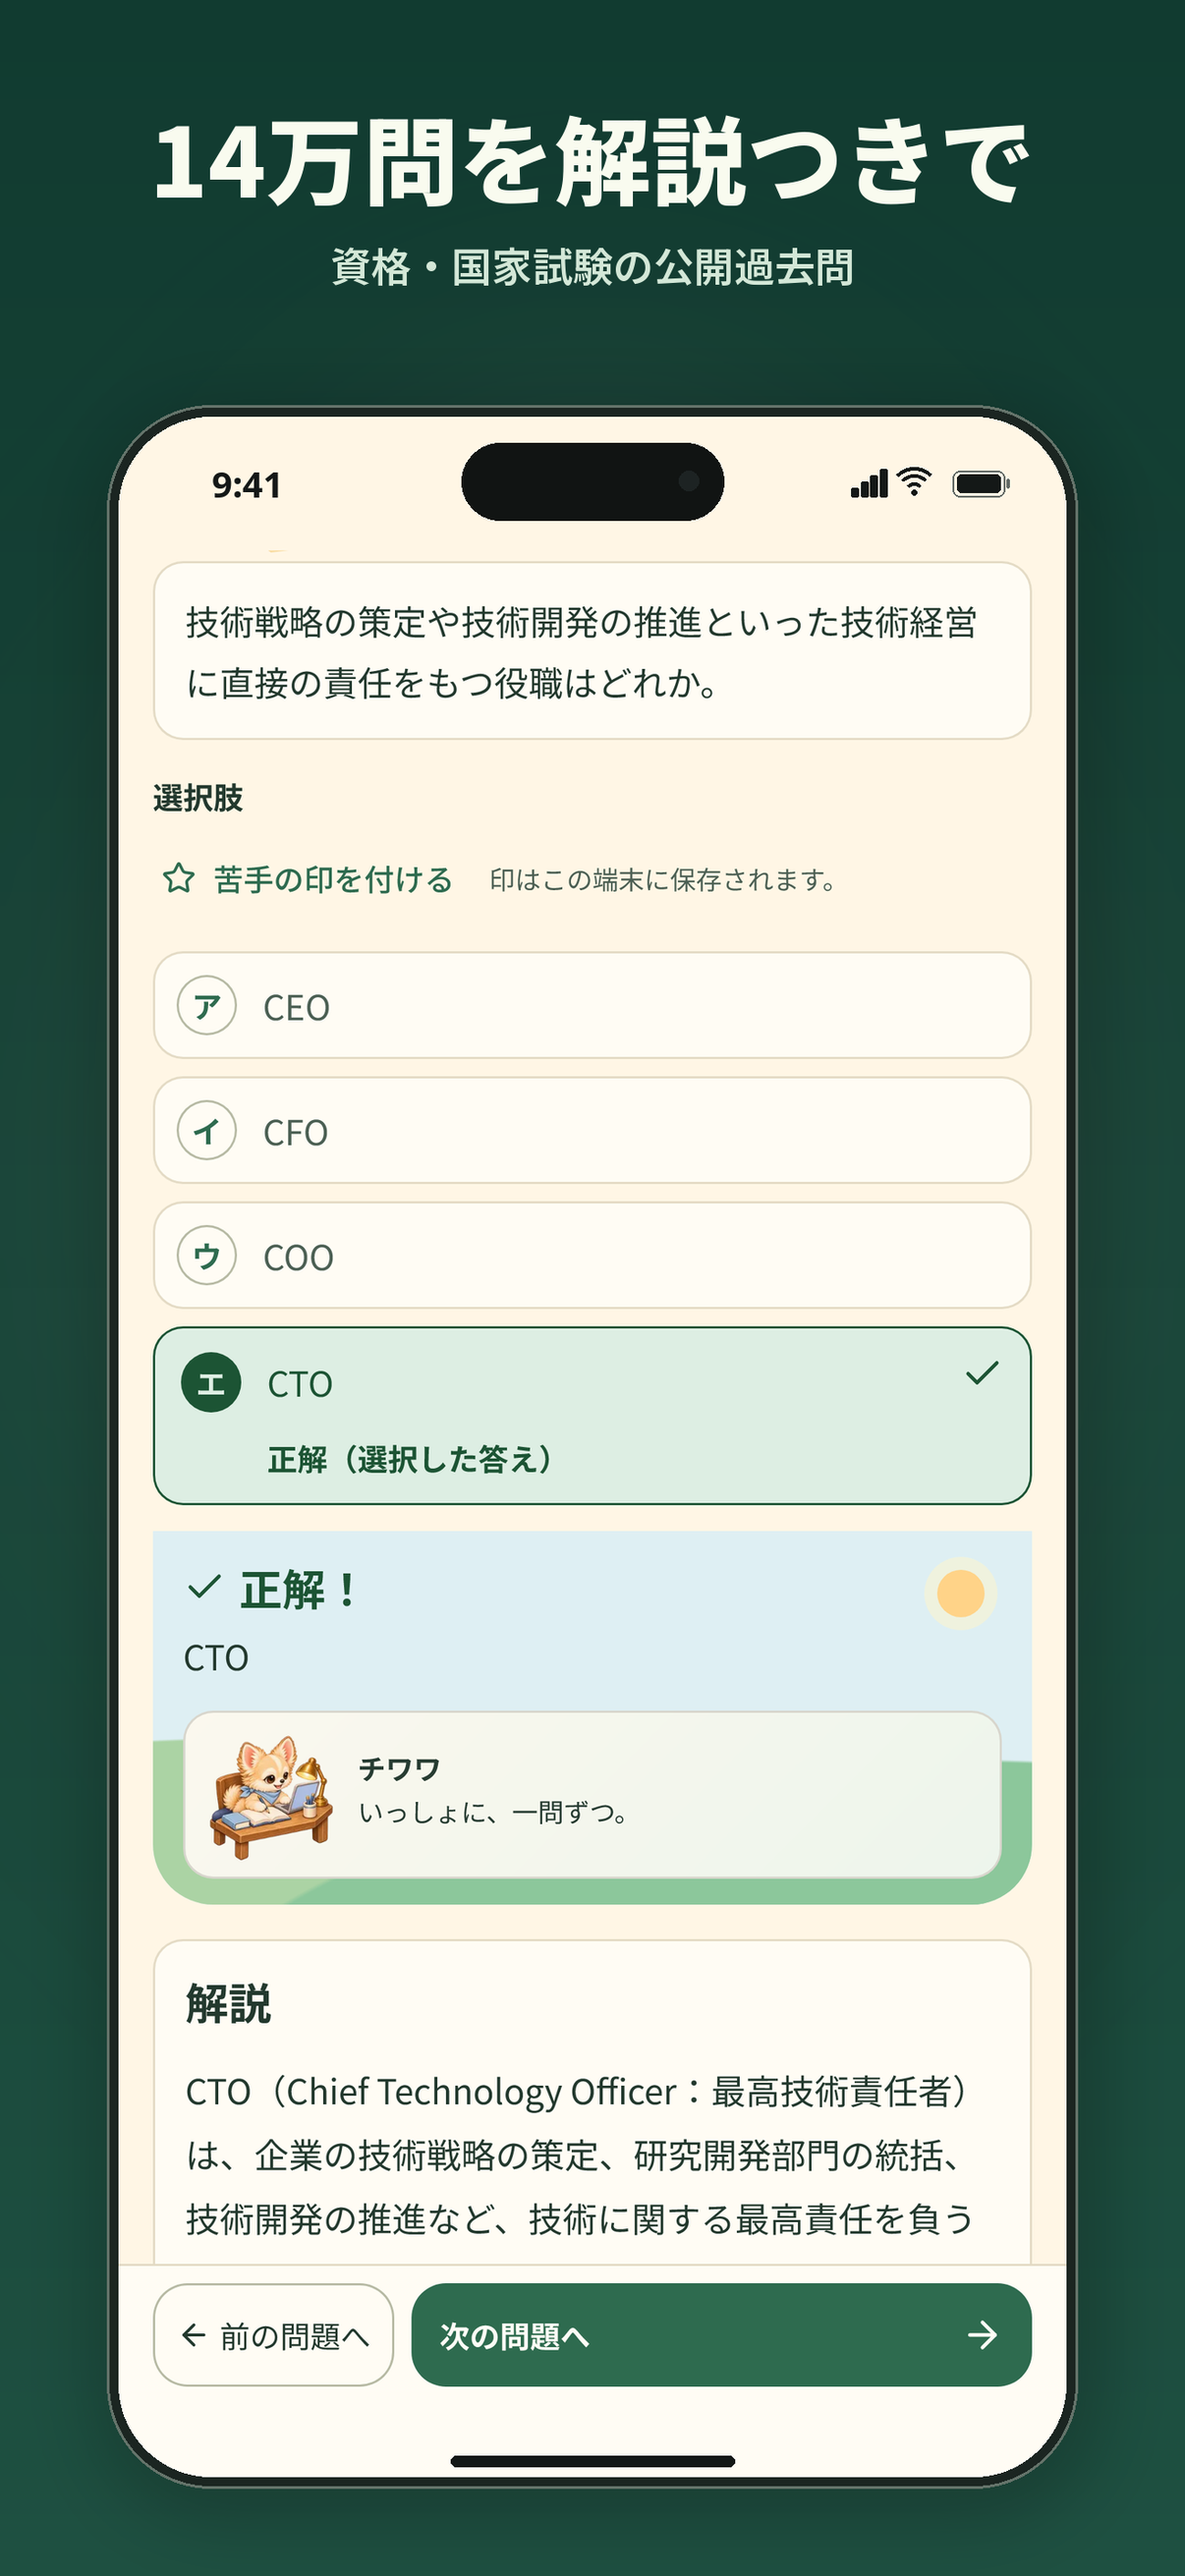 14万問を解説つきで
資格・国家試験の公開過去問
9:41
技術戦略の策定や技術開発の推進といった技術経営
に直接の責任をもつ役職はどれか。
選択肢
苦手の印を付ける 印はこの端末に保存されます。
ア CEO
イ CFO
ウ COO
エ CTO
正解（選択した答え）
正解！
CTO
チワワ
いっしょに、一問ずつ。
解説
CTO（Chief Technology Officer：最高技術責任者）
は、企業の技術戦略の策定、研究開発部門の統括、
技術開発の推進など、技術に関する最高責任を負う
← 前の問題へ 次の問題へ →